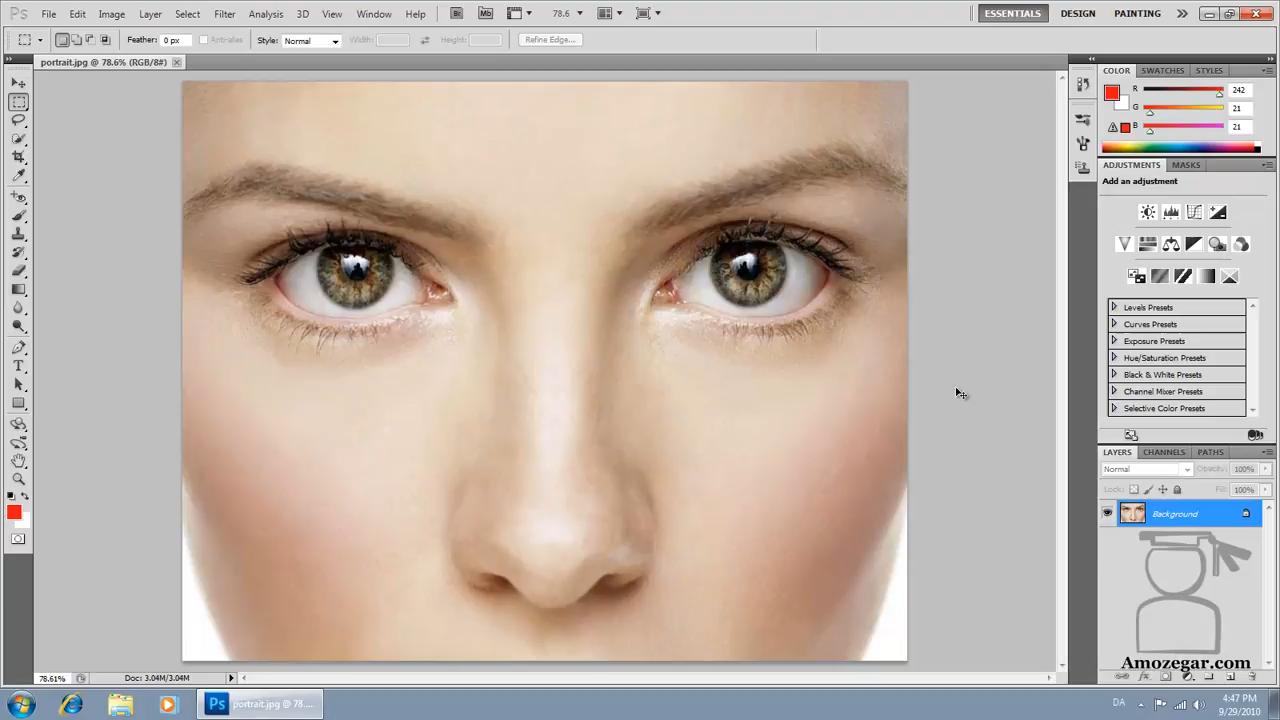 Ps File Edit Image Layer Select Filter Analysis 3D View Window Help Br Mb 78.6 ESSENTIALS DESIGN PAINTING
Feather: 0 px Anti-alias Style: Normal Width: Height: Refine Edge...
portrait.jpg @ 78.6% (RGB/8#)
COLOR SWATCHES STYLES
R 242
G 21
B 21
ADJUSTMENTS MASKS
Add an adjustment
Levels Presets
Curves Presets
Exposure Presets
Hue/Saturation Presets
Black & White Presets
Channel Mixer Presets
Selective Color Presets
LAYERS CHANNELS PATHS
Normal Opacity: 100%
Lock: Fill: 100%
Background
Amozegar.com
78.61% Doc: 3.04M/3.04M
Ps portrait.jpg @ 78....
DA 4:47 PM
9/29/2010